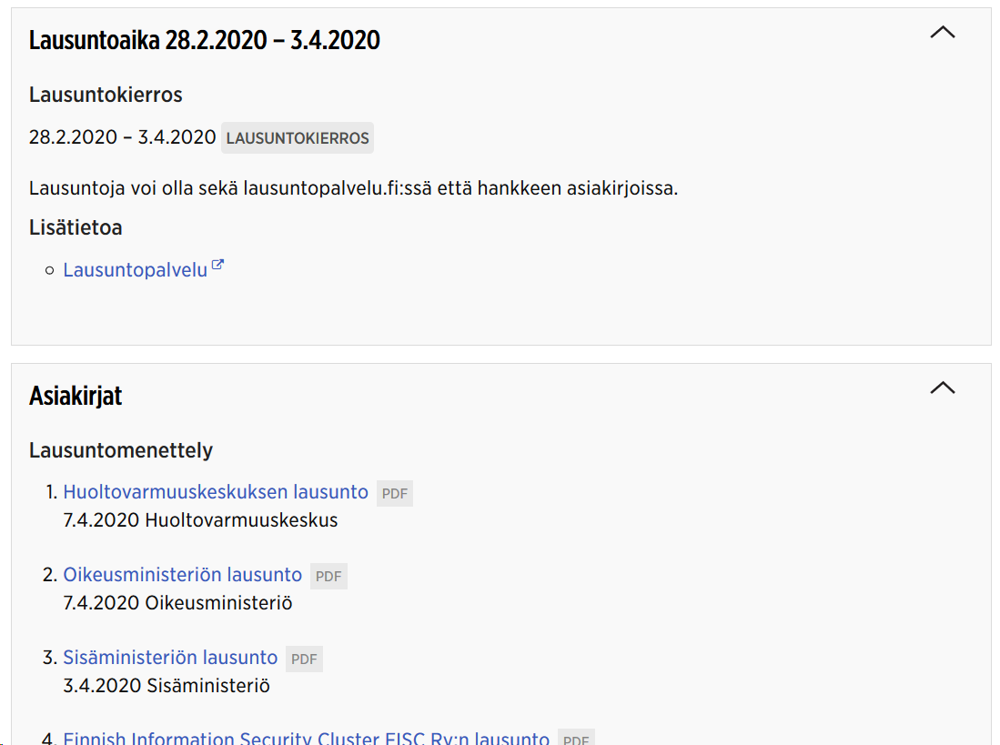 Lausuntoaika 28.2.2020 – 3.4.2020
Lausuntokierros
28.2.2020 – 3.4.2020 LAUSUNTOKIERROS
Lausuntoja voi olla sekä lausuntopalvelu.fi:ssä että hankkeen asiakirjoissa.
Lisätietoa
Lausuntopalvelu
Asiakirjat
Lausuntomenettely
1. Huoltovarmuuskeskuksen lausunto PDF
7.4.2020 Huoltovarmuuskeskus
2. Oikeusministeriön lausunto PDF
7.4.2020 Oikeusministeriö
3. Sisäministeriön lausunto PDF
3.4.2020 Sisäministeriö
4. Finnish Information Security Cluster FISC Ry:n lausunto PDF